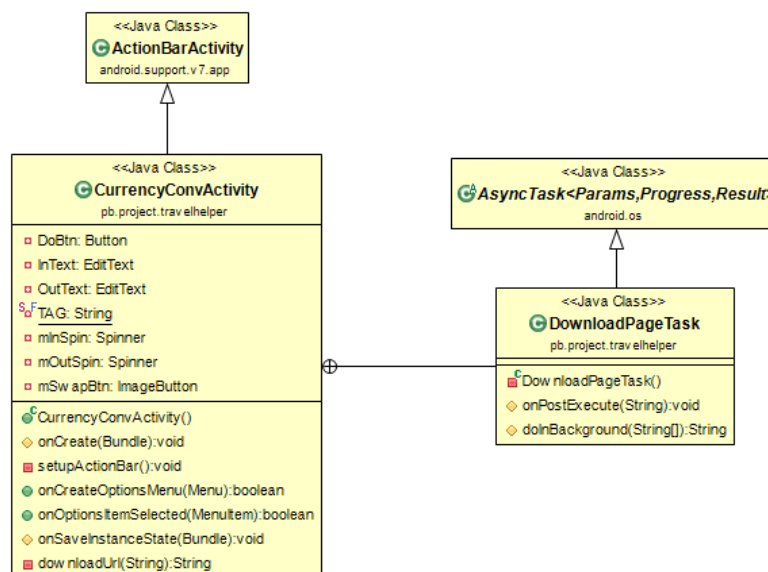 <<Java Class>>
ActionBarActivity
android.support.v7.app
<<Java Class>>
CurrencyConvActivity
pb.project.travelhelper
DoBtn: Button
InText: EditText
OutText: EditText
TAG: String
mInSpin: Spinner
mOutSpin: Spinner
mSwapBtn: ImageButton
CurrencyConvActivity()
onCreate(Bundle):void
setupActionBar():void
onCreateOptionsMenu(Menu):boolean
onOptionsItemSelected(MenuItem):boolean
onSaveInstanceState(Bundle):void
downloadUrl(String):String
<<Java Class>>
AsyncTask<Params,Progress,Result>
android.os
<<Java Class>>
DownloadPageTask
pb.project.travelhelper
DownloadPageTask()
onPostExecute(String):void
doInBackground(String[]):String